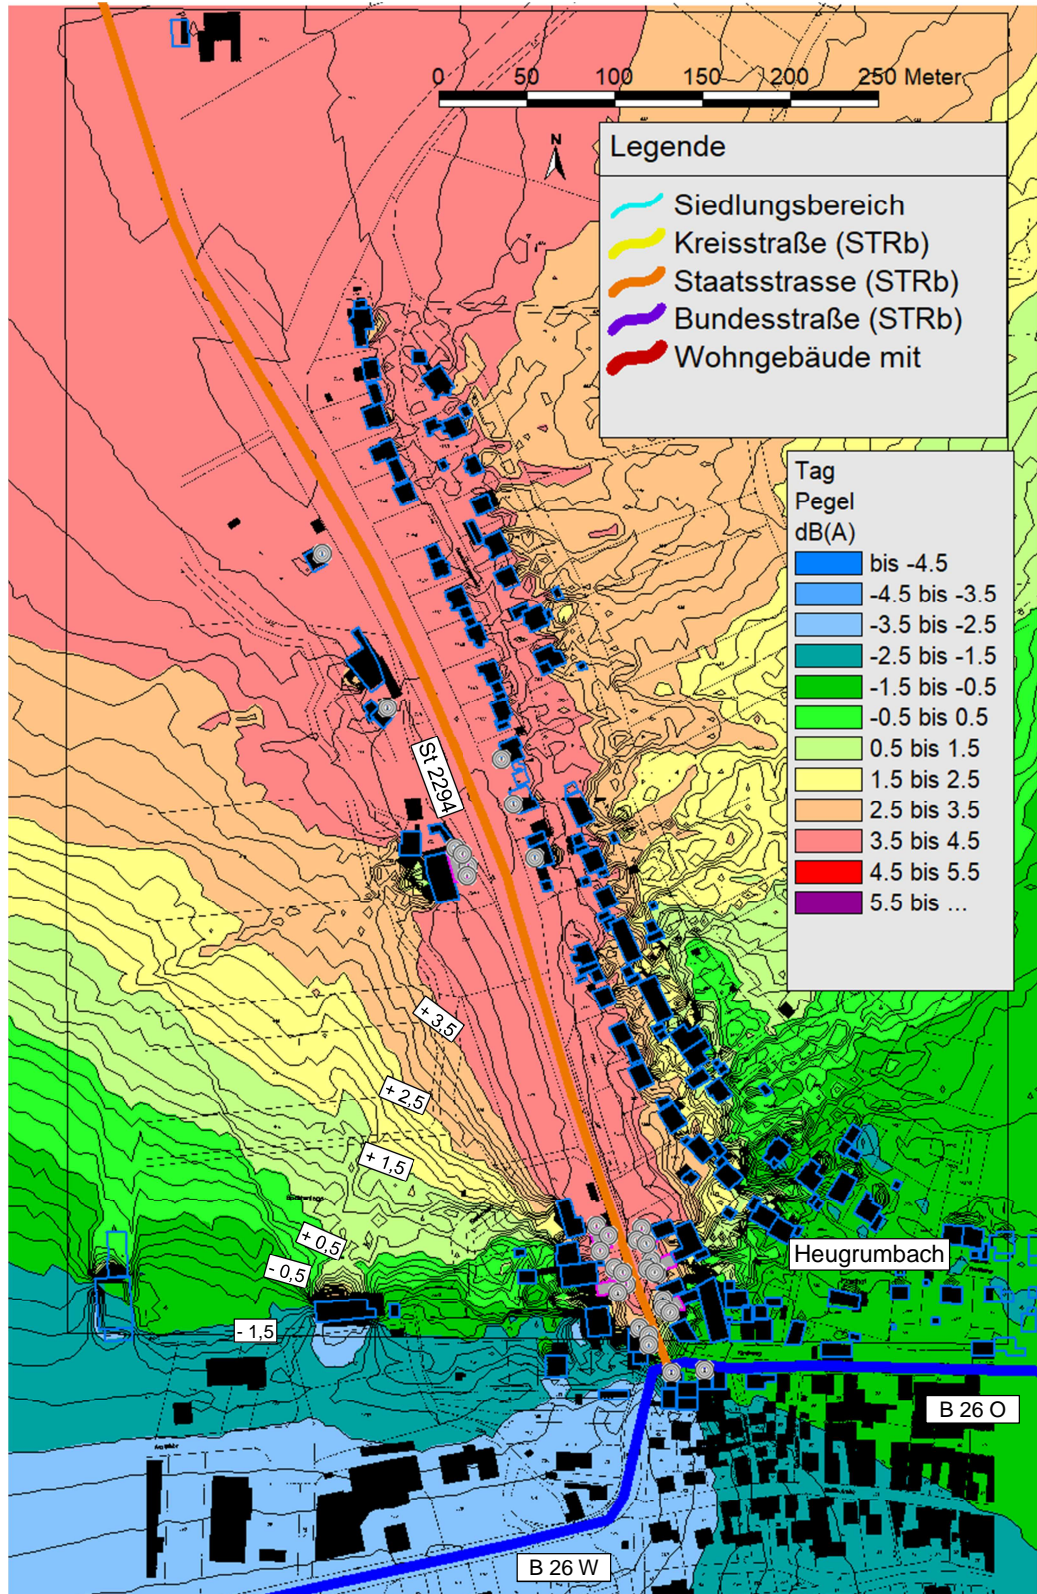 0 50 100 150 200 250 Meter
N
Legende
Siedlungsbereich
Kreisstraße (STRb)
Staatsstrasse (STRb)
Bundesstraße (STRb)
Wohngebäude mit
Tag
Pegel
dB(A)
bis -4.5
-4.5 bis -3.5
-3.5 bis -2.5
-2.5 bis -1.5
-1.5 bis -0.5
-0.5 bis 0.5
0.5 bis 1.5
1.5 bis 2.5
2.5 bis 3.5
3.5 bis 4.5
4.5 bis 5.5
5.5 bis ...
St 2294
+ 3,5
+ 2,5
+ 1,5
+ 0,5
- 0,5
- 1,5
Heugrumbach
B 26 O
B 26 W